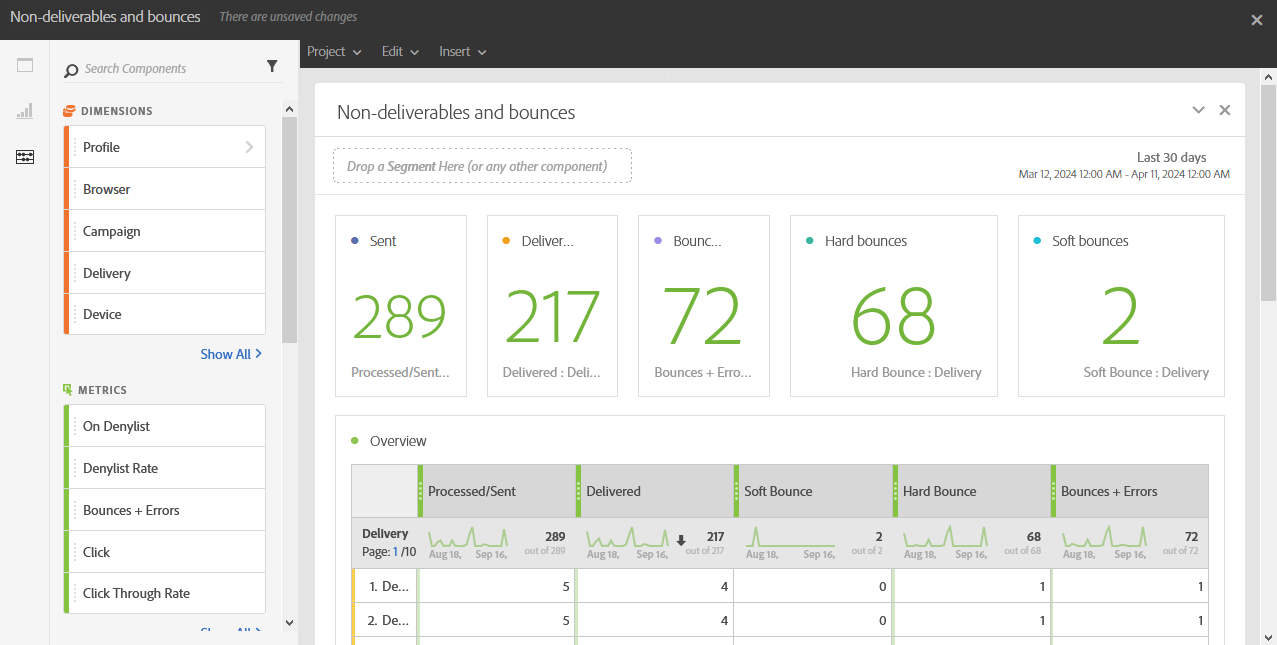 Non-deliverables and bounces
There are unsaved changes
Project
Edit
Insert
Search Components
DIMENSIONS
Profile
Browser
Campaign
Delivery
Device
Show All
METRICS
On Denylist
Denylist Rate
Bounces + Errors
Click
Click Through Rate
Show All
Non-deliverables and bounces
Drop a Segment Here (or any other component)
Last 30 days
Mar 12, 2024 12:00 AM - Apr 11, 2024 12:00 AM
Sent
289
Processed/Sent...
Deliver...
217
Delivered : Deli...
Bounc...
72
Bounces + Erro...
Hard bounces
68
Hard Bounce : Delivery
Soft bounces
2
Soft Bounce : Delivery
Overview
Processed/Sent Delivered Soft Bounce Hard Bounce Bounces + Errors
Delivery 289 217 2 68 72
Page: 1 /10 out of 289 out of 217 out of 2 out of 68 out of 72
Aug 18, Sep 16, Aug 18, Sep 16, Aug 18, Sep 16, Aug 18, Sep 16, Aug 18, Sep 16,
1. De... 5 4 0 1 1
2. De... 5 4 0 1 1